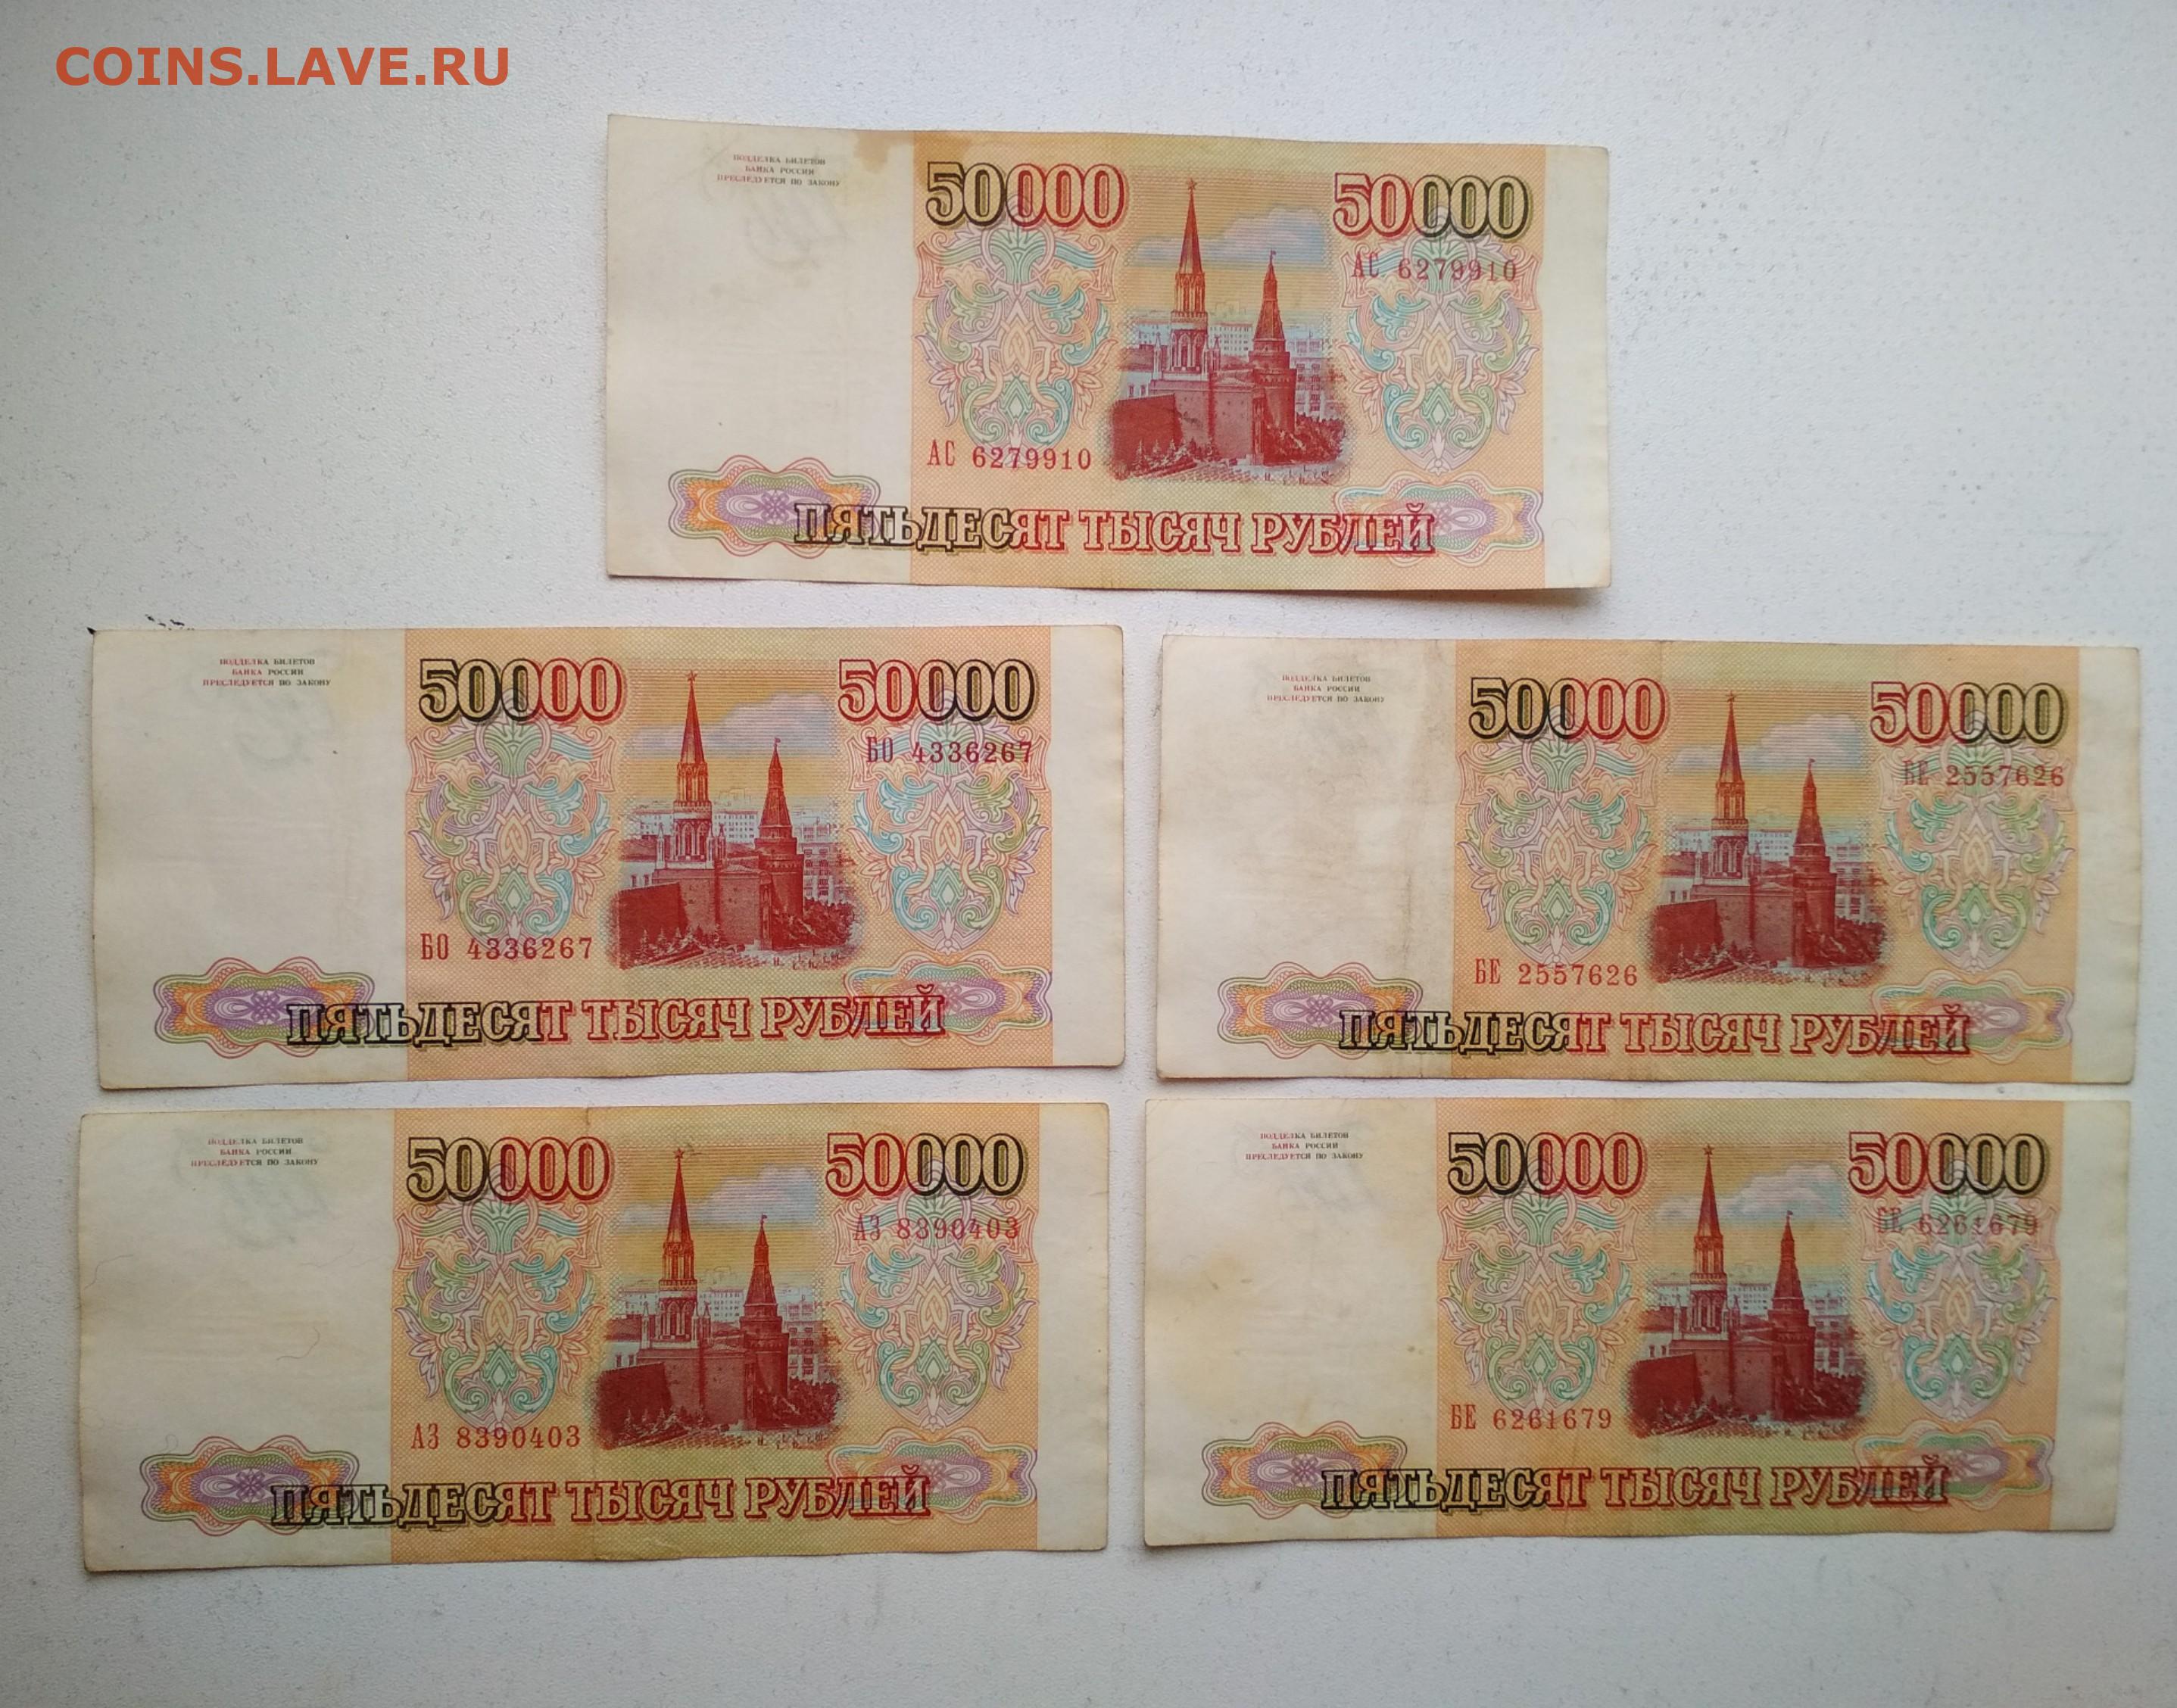 COINS.LAVE.RU
ПОДДЕЛКА БИЛЕТОВ
БАНКА РОССИИ
ПРЕСЛЕДУЕТСЯ ПО ЗАКОНУ
50000 50000
АС 6279910
АС 6279910
ПЯТЬДЕСЯТ ТЫСЯЧ РУБЛЕЙ
ПОДДЕЛКА БИЛЕТОВ
БАНКА РОССИИ
ПРЕСЛЕДУЕТСЯ ПО ЗАКОНУ
50000 50000
БО 4336267
БО 4336267
ПЯТЬДЕСЯТ ТЫСЯЧ РУБЛЕЙ
ПОДДЕЛКА БИЛЕТОВ
БАНКА РОССИИ
ПРЕСЛЕДУЕТСЯ ПО ЗАКОНУ
50000 50000
БЕ 2557626
БЕ 2557626
ПЯТЬДЕСЯТ ТЫСЯЧ РУБЛЕЙ
ПОДДЕЛКА БИЛЕТОВ
БАНКА РОССИИ
ПРЕСЛЕДУЕТСЯ ПО ЗАКОНУ
50000 50000
АЗ 8390403
АЗ 8390403
ПЯТЬДЕСЯТ ТЫСЯЧ РУБЛЕЙ
ПОДДЕЛКА БИЛЕТОВ
БАНКА РОССИИ
ПРЕСЛЕДУЕТСЯ ПО ЗАКОНУ
50000 50000
БЕ 6261679
БЕ 6261679
ПЯТЬДЕСЯТ ТЫСЯЧ РУБЛЕЙ